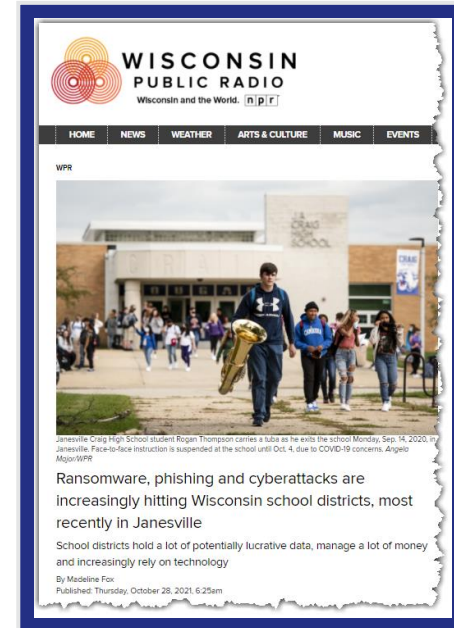 WISCONSIN
PUBLIC RADIO
Wisconsin and the World. npr
HOME NEWS WEATHER ARTS & CULTURE MUSIC EVENTS
WPR
CRAIG
HIGH
SCHOOL
CRAIG
Janesville Craig High School student Rogan Thompson carries a tuba as he exits the school Monday, Sep. 14, 2020, in
Janesville. Face-to-face instruction is suspended at the school until Oct. 4, due to COVID-19 concerns. Angela
Major/WPR
Ransomware, phishing and cyberattacks are
increasingly hitting Wisconsin school districts, most
recently in Janesville
School districts hold a lot of potentially lucrative data, manage a lot of money
and increasingly rely on technology
By Madeline Fox
Published: Thursday, October 28, 2021, 6:25am